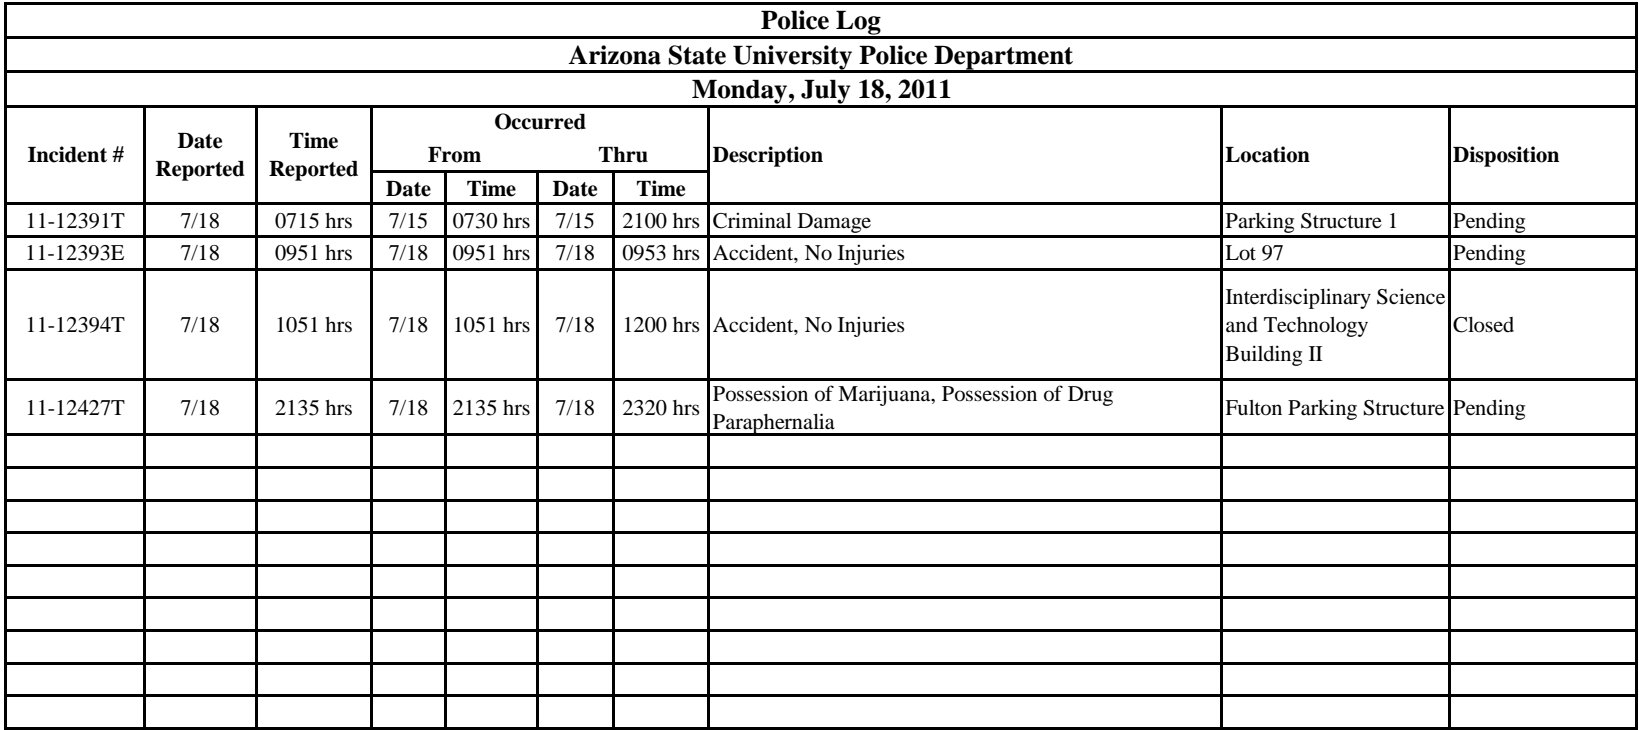 Police Log
Arizona State University Police Department
Monday, July 18, 2011
Incident # Date Reported Time Reported Occurred From Thru Description Location Disposition
Date Time Date Time
11-12391T 7/18 0715 hrs 7/15 0730 hrs 7/15 2100 hrs Criminal Damage Parking Structure 1 Pending
11-12393E 7/18 0951 hrs 7/18 0951 hrs 7/18 0953 hrs Accident, No Injuries Lot 97 Pending
11-12394T 7/18 1051 hrs 7/18 1051 hrs 7/18 1200 hrs Accident, No Injuries Interdisciplinary Science
and Technology
Building II Closed
11-12427T 7/18 2135 hrs 7/18 2135 hrs 7/18 2320 hrs Possession of Marijuana, Possession of Drug
Paraphernalia Fulton Parking Structure Pending